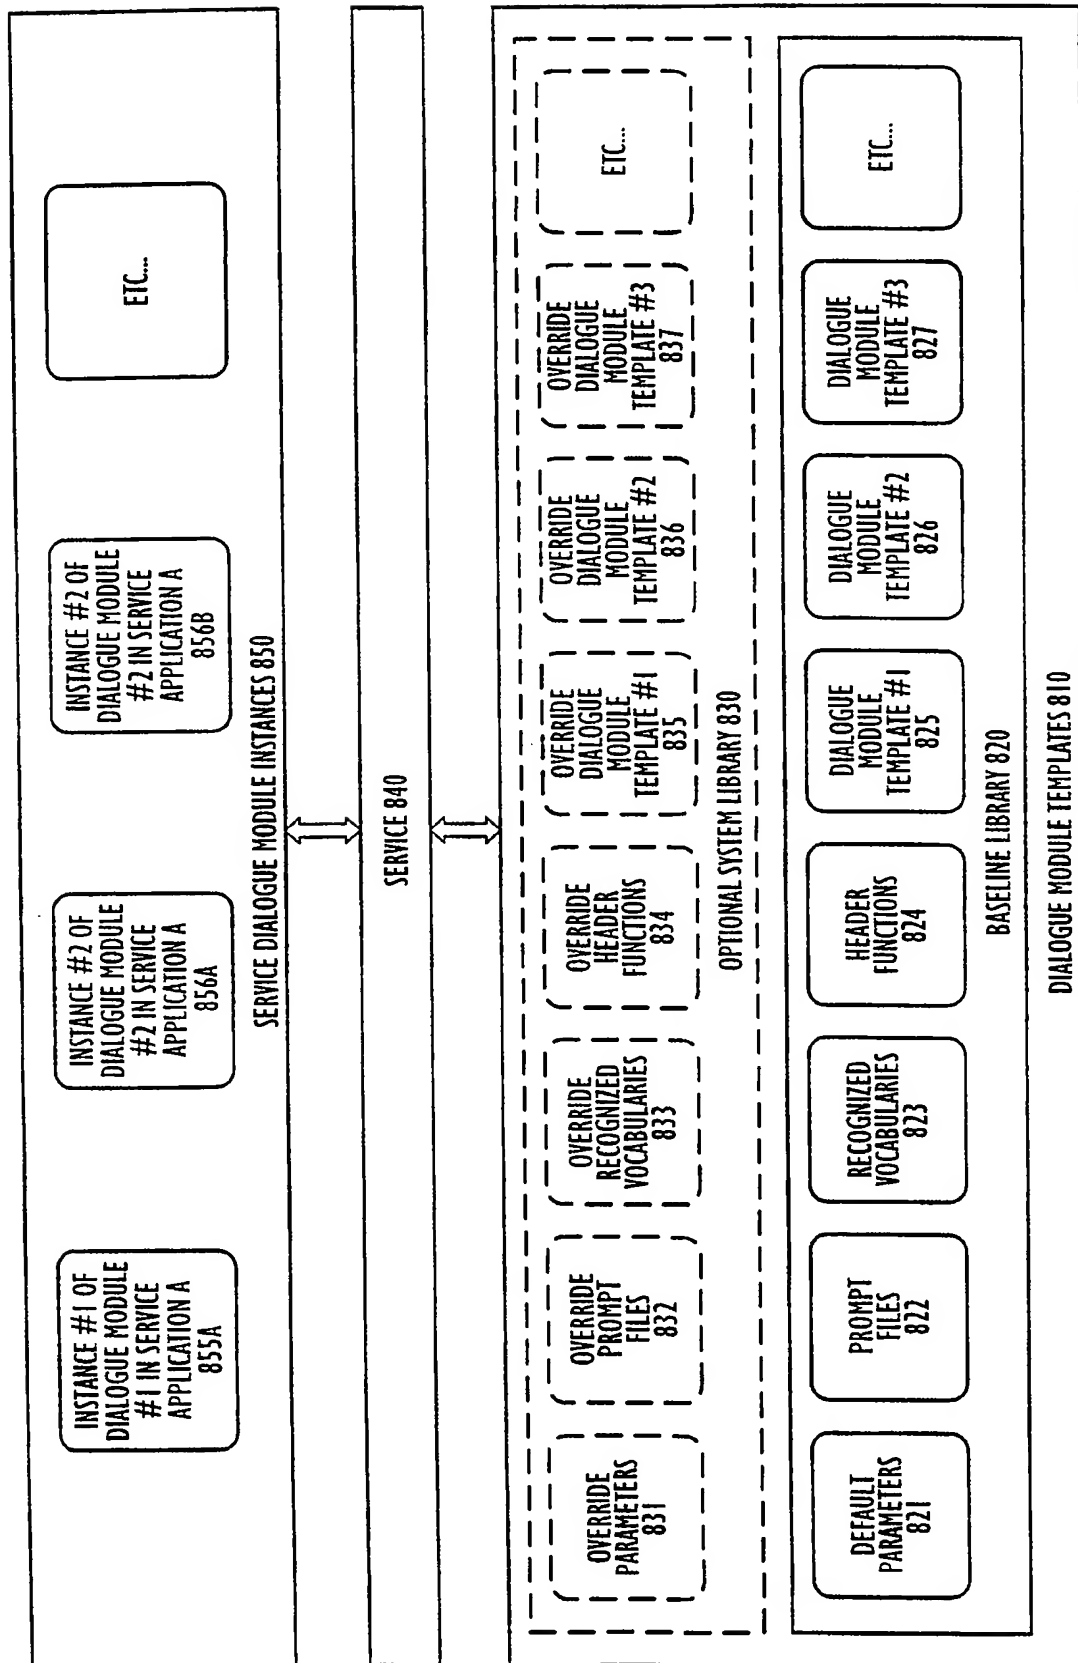 INSTANCE #1 OF
DIALOGUE MODULE
#1 IN SERVICE
APPLICATION A
855A
INSTANCE #2 OF
DIALOGUE MODULE
#2 IN SERVICE
APPLICATION A
856A
INSTANCE #2 OF
DIALOGUE MODULE
#2 IN SERVICE
APPLICATION A
856B
ETC...
SERVICE DIALOGUE MODULE INSTANCES 850
SERVICE 840
OVERRIDE
PARAMETERS
831
OVERRIDE
PROMPT
FILES
832
OVERRIDE
RECOGNIZED
VOCABULARIES
833
OVERRIDE
HEADER
FUNCTIONS
834
OVERRIDE
DIALOGUE
MODULE
TEMPLATE #1
835
OVERRIDE
DIALOGUE
MODULE
TEMPLATE #2
836
OVERRIDE
DIALOGUE
MODULE
TEMPLATE #3
837
ETC...
OPTIONAL SYSTEM LIBRARY 830
DEFAULT
PARAMETERS
821
PROMPT
FILES
822
RECOGNIZED
VOCABULARIES
823
HEADER
FUNCTIONS
824
DIALOGUE
MODULE
TEMPLATE #1
825
DIALOGUE
MODULE
TEMPLATE #2
826
DIALOGUE
MODULE
TEMPLATE #3
827
ETC...
BASELINE LIBRARY 820
DIALOGUE MODULE TEMPLATES 810